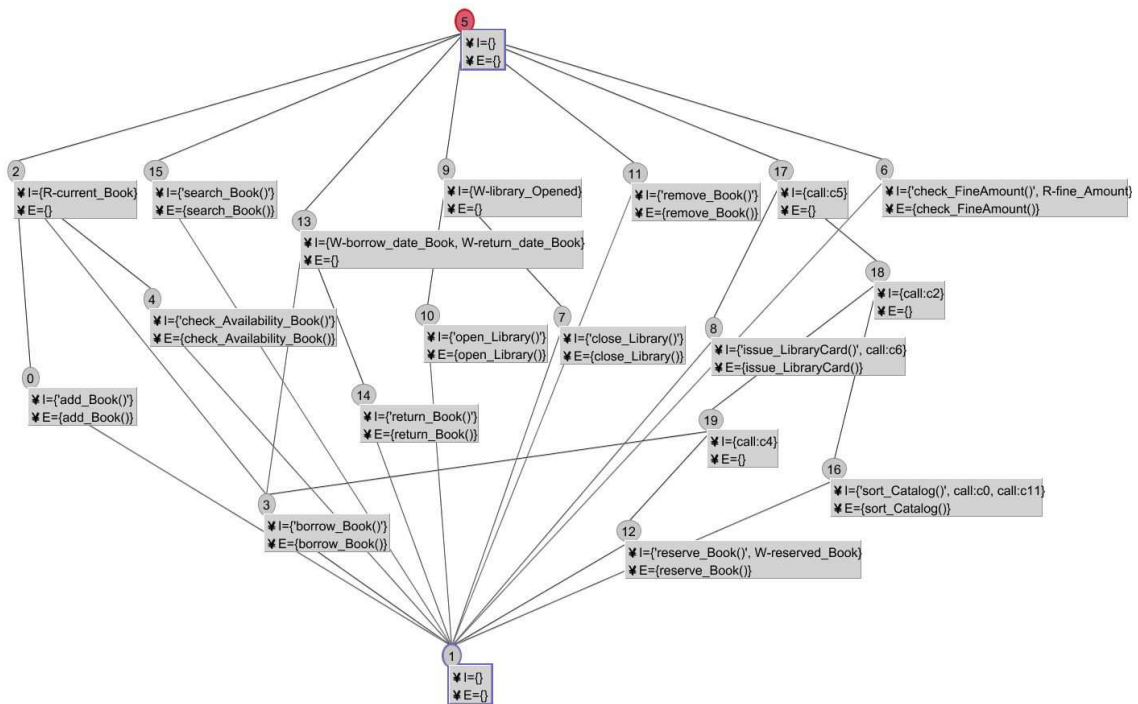 5
¥ I={}
¥ E={}
2
¥ I={R-current_Book}
¥ E={}
15
¥ I={'search_Book()'}
¥ E={search_Book()}
9
¥ I={W-library_Opened}
¥ E={}
11
¥ I={'remove_Book()'}
¥ E={remove_Book()}
17
¥ I={call:c5}
¥ E={}
6
¥ I={'check_FineAmount()', R-fine_Amount}
¥ E={check_FineAmount()}
13
¥ I={W-borrow_date_Book, W-return_date_Book}
¥ E={}
18
¥ I={call:c2}
¥ E={}
4
¥ I={'check_Availability_Book()'}
¥ E={check_Availability_Book()}
10
¥ I={'open_Library()'}
¥ E={open_Library()}
7
¥ I={'close_Library()'}
¥ E={close_Library()}
8
¥ I={'issue_LibraryCard()', call:c6}
¥ E={issue_LibraryCard()}
0
¥ I={'add_Book()'}
¥ E={add_Book()}
14
¥ I={'return_Book()'}
¥ E={return_Book()}
19
¥ I={call:c4}
¥ E={}
16
¥ I={'sort_Catalog()', call:c0, call:c11}
¥ E={sort_Catalog()}
3
¥ I={'borrow_Book()'}
¥ E={borrow_Book()}
12
¥ I={'reserve_Book()', W-reserved_Book}
¥ E={reserve_Book()}
1
¥ I={}
¥ E={}